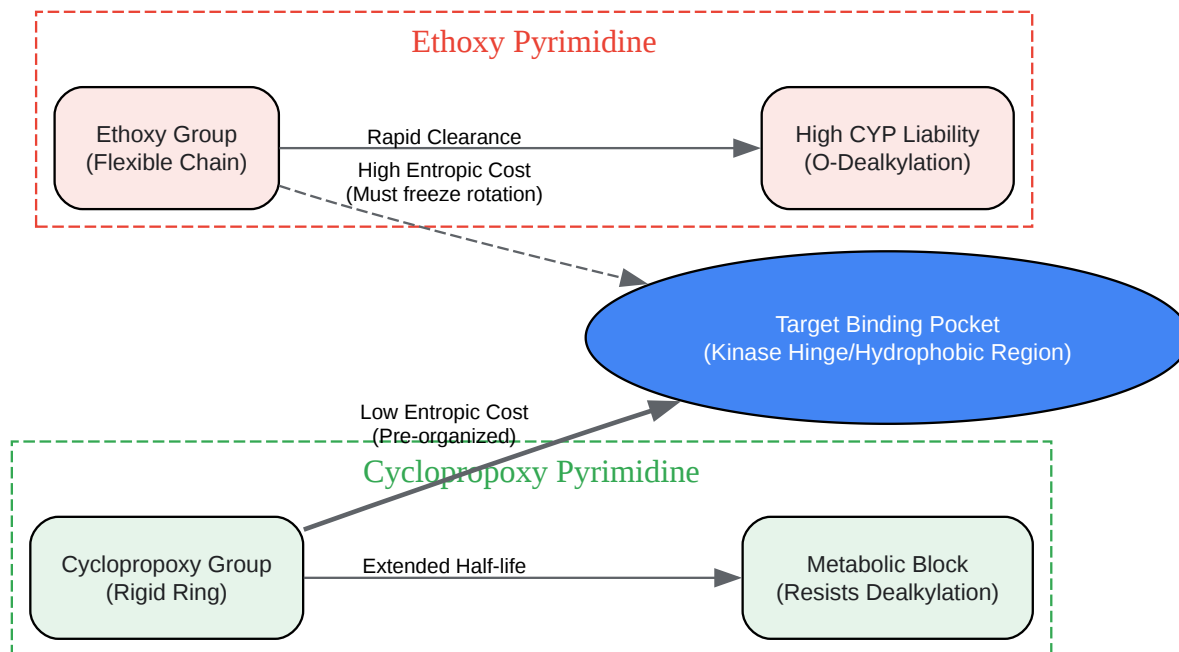 Ethoxy Pyrimidine
Ethoxy Group
(Flexible Chain)
Rapid Clearance
High CYP Liability
(O-Dealkylation)
High Entropic Cost
(Must freeze rotation)
Target Binding Pocket
(Kinase Hinge/Hydrophobic Region)
Low Entropic Cost
(Pre-organized)
Cyclopropoxy Pyrimidine
Cyclopropoxy Group
(Rigid Ring)
Extended Half-life
Metabolic Block
(Resists Dealkylation)